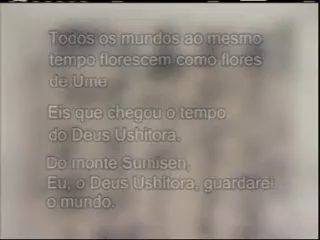 Todos os mundos ao mesmo
tempo florescem como flores
de Ume
Eis que chegou o tempo
do Deus Ushitora.
Do monte Sumisen,
Eu, o Deus Ushitora, guardarei
o mundo.